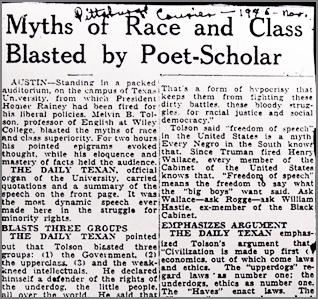 Pittsburgh Courier - 1946 - Nov.
Myths of Race and Class
Blasted by Poet-Scholar
AUSTIN—Standing in a packed
auditorium, on the campus of Texas
University, from which President
Homer Rainey had been fired for
his liberal policies, Melvin B. Tol-
son, professor of English at Wiley
College, blasted the myths of race
and class superiority. For two hours
his pointed epigrams evoked
thought, while his eloquence and
mastery of facts held the audience.
THE DAILY TEXAN, official
organ of the University, carried
quotations and a summary of the
speech on the front page. It was
the most dynamic speech ever
made here in the struggle for
minority rights.
BLASTS THREE GROUPS
THE DAILY TEXAN pointed
out that Tolson blasted three
groups: (1) the Government, (2)
the upperclass, (3) and the weak-
kneed intellectuals. He declared
himself a defender of the rights of
the underdog, the little people,
all over the world. He said that
That's a form of hypocrisy that
keeps them from fighting these
dirty battles, these bloody strug-
gles, for racial justice and social
democracy."
Tolson said "freedom of speech"
in the United States is a myth
Every Negro in the South knows
that. Since Truman fired Henry
Wallace, every member of the
Cabinet of the United States
knows that. "Freedom of speech"
means the freedom to say what
the "big boys" want said. Ask
Wallace—ask Rogge—ask William
Hastie, ex-member of the Black
Cabinet.
EMPHASIZES ARGUMENT
THE DAILY TEXAN emphas-
ized Tolson's argument that
"Civilization is made up first of
economics, out of which come laws
and ethics. The "upperdogs" re-
gard laws as number one; the
underdogs, ethics as number one.
The "Haves" enact laws. The